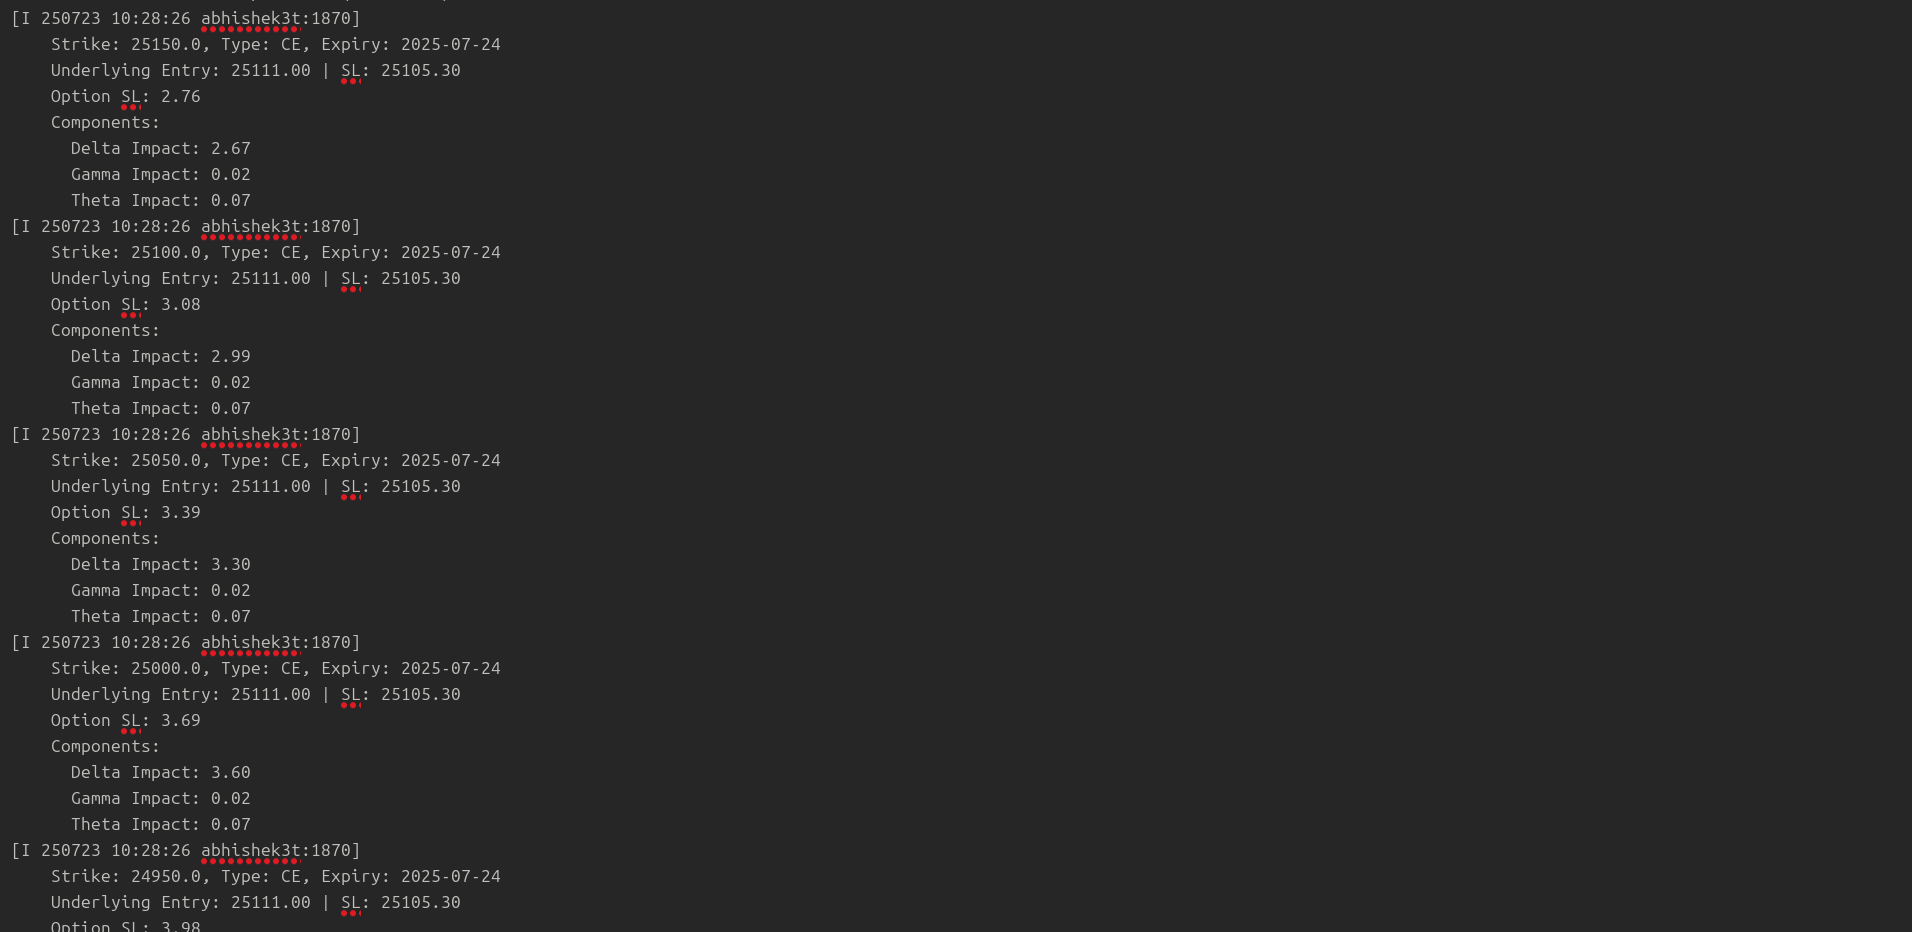 [I 250723 10:28:26 abhishek3t:1870]
Strike: 25150.0, Type: CE, Expiry: 2025-07-24
Underlying Entry: 25111.00 | SL: 25105.30
Option SL: 2.76
Components:
Delta Impact: 2.67
Gamma Impact: 0.02
Theta Impact: 0.07
[I 250723 10:28:26 abhishek3t:1870]
Strike: 25100.0, Type: CE, Expiry: 2025-07-24
Underlying Entry: 25111.00 | SL: 25105.30
Option SL: 3.08
Components:
Delta Impact: 2.99
Gamma Impact: 0.02
Theta Impact: 0.07
[I 250723 10:28:26 abhishek3t:1870]
Strike: 25050.0, Type: CE, Expiry: 2025-07-24
Underlying Entry: 25111.00 | SL: 25105.30
Option SL: 3.39
Components:
Delta Impact: 3.30
Gamma Impact: 0.02
Theta Impact: 0.07
[I 250723 10:28:26 abhishek3t:1870]
Strike: 25000.0, Type: CE, Expiry: 2025-07-24
Underlying Entry: 25111.00 | SL: 25105.30
Option SL: 3.69
Components:
Delta Impact: 3.60
Gamma Impact: 0.02
Theta Impact: 0.07
[I 250723 10:28:26 abhishek3t:1870]
Strike: 24950.0, Type: CE, Expiry: 2025-07-24
Underlying Entry: 25111.00 | SL: 25105.30
Option SL: 3.98